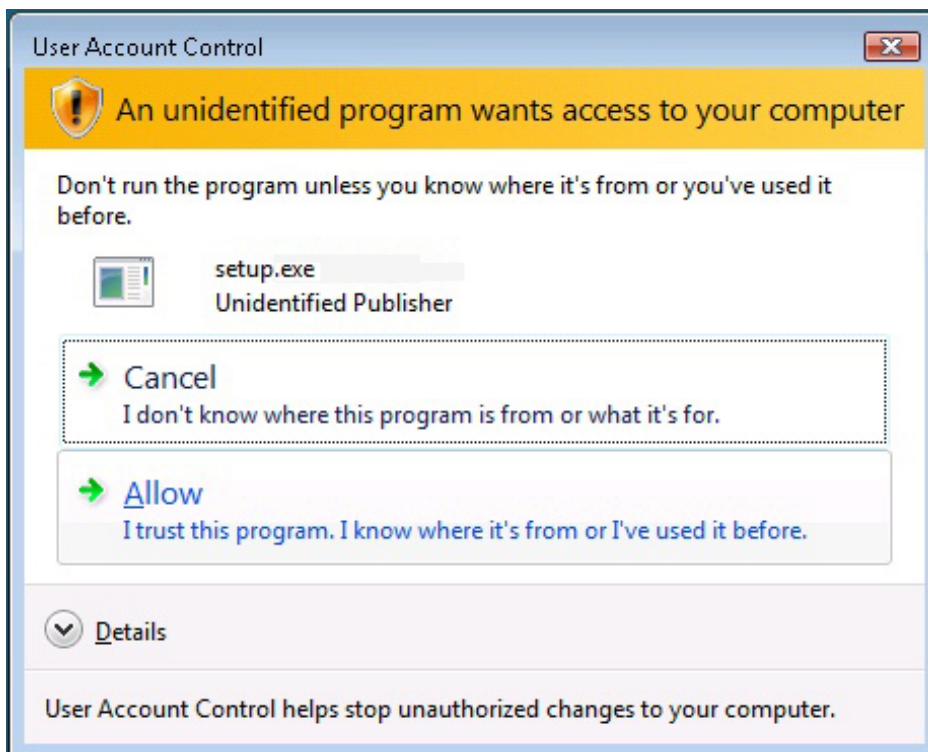 User Account Control
An unidentified program wants access to your computer
Don't run the program unless you know where it's from or you've used it
before.
setup.exe
Unidentified Publisher
Cancel
I don't know where this program is from or what it's for.
Allow
I trust this program. I know where it's from or I've used it before.
Details
User Account Control helps stop unauthorized changes to your computer.